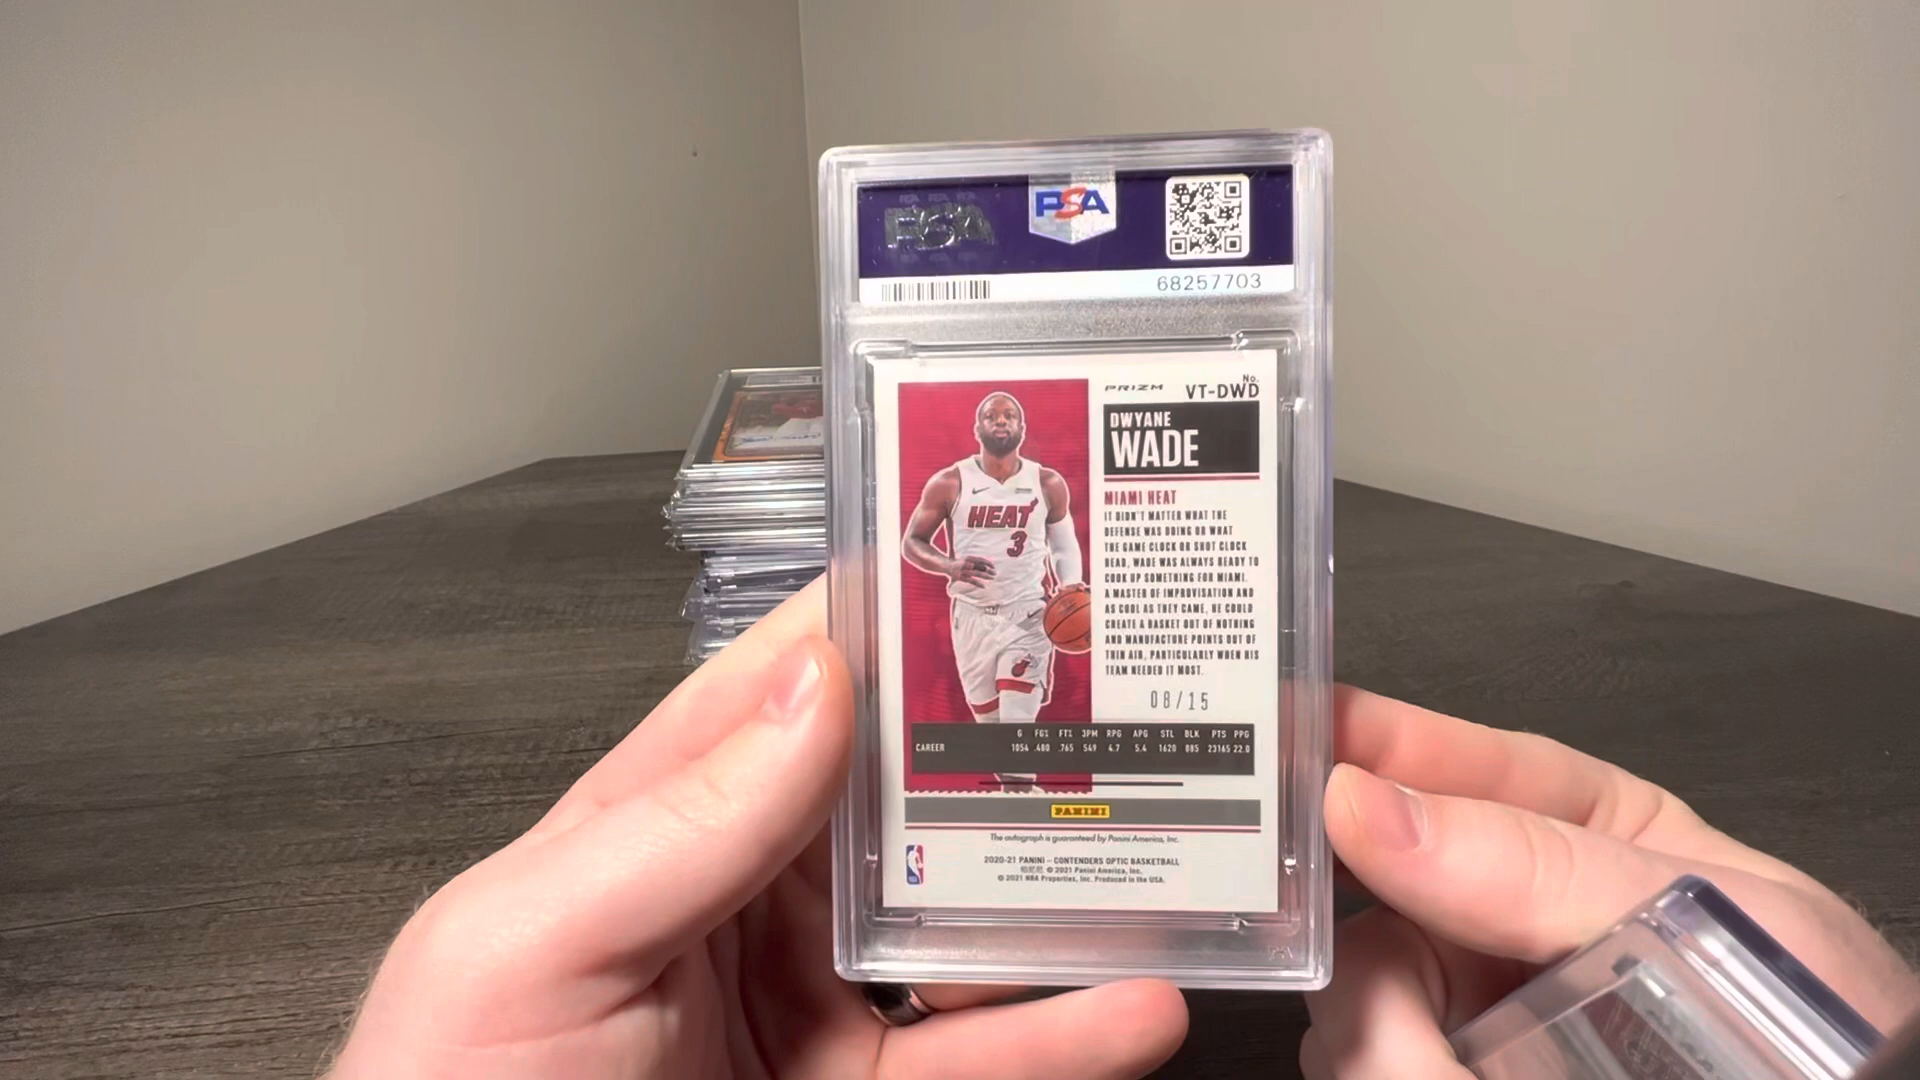 PSA
PSA
68257703
PRIZM
No.
VT-DWD
DWYANE
WADE
MIAMI HEAT
IT DIDN'T MATTER WHAT THE
DEFENSE WAS DOING OR WHAT
THE GAME CLOCK OR SHOT CLOCK
READ, WADE WAS ALWAYS READY TO
COOK UP SOMETHING FOR MIAMI.
A MASTER OF IMPROVISATION AND
AS COOL AS THEY CAME, HE COULD
CREATE A BASKET OUT OF NOTHING
AND MANUFACTURE POINTS OUT OF
THIN AIR, PARTICULARLY WHEN HIS
TEAM NEEDED IT MOST.
HEAT
3
08/15
G FG% FT% 3PM RPG APG STL BLK PTS PPG
CAREER 1054 .480 .765 549 4.7 5.4 1620 885 23165 22.0
PANINI
The autograph is guaranteed by Panini America, Inc.
2020-21 PANINI – CONTENDERS OPTIC BASKETBALL
© 2021 Panini America, Inc.
© 2021 NBA Properties, Inc. Produced in the USA.